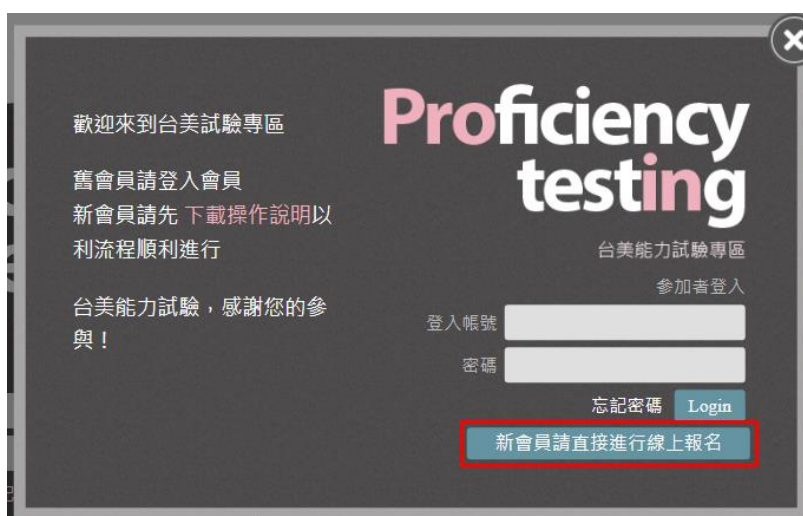 歡迎來到台美試驗專區
舊會員請登入會員
新會員請先 下載操作說明以
利流程順利進行
台美能力試驗，感謝您的參
與！
Proficiency
testing
台美能力試驗專區
參加者登入
登入帳號
密碼
忘記密碼 Login
新會員請直接進行線上報名